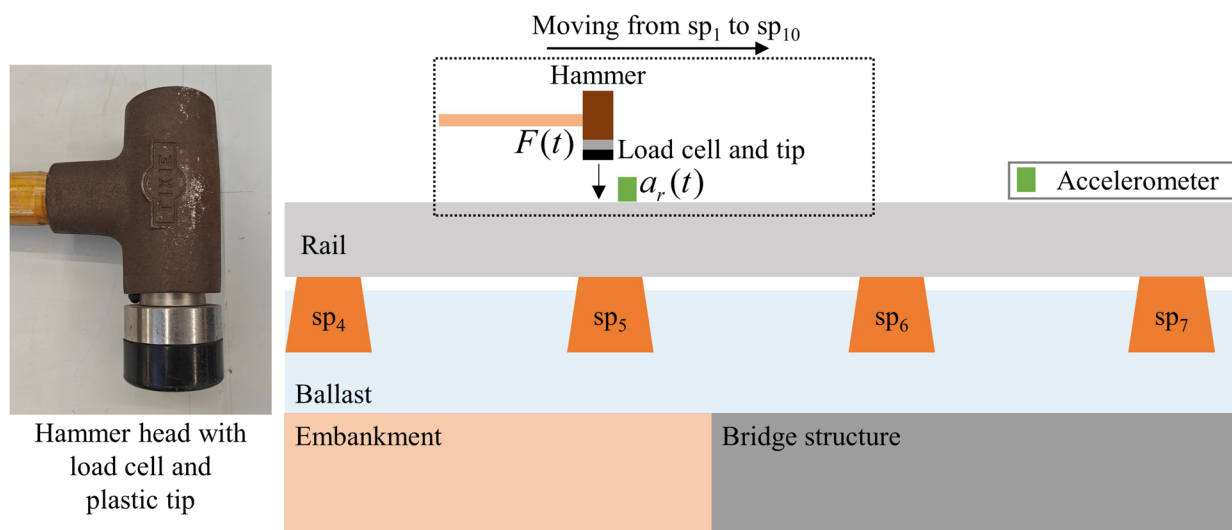 Moving from sp₁ to sp₁₀
Hammer
F(t)
Load cell and tip
aᵣ(t)
Accelerometer
Rail
sp₄
sp₅
sp₆
sp₇
Ballast
Embankment
Bridge structure
TIXIE
Hammer head with
load cell and
plastic tip